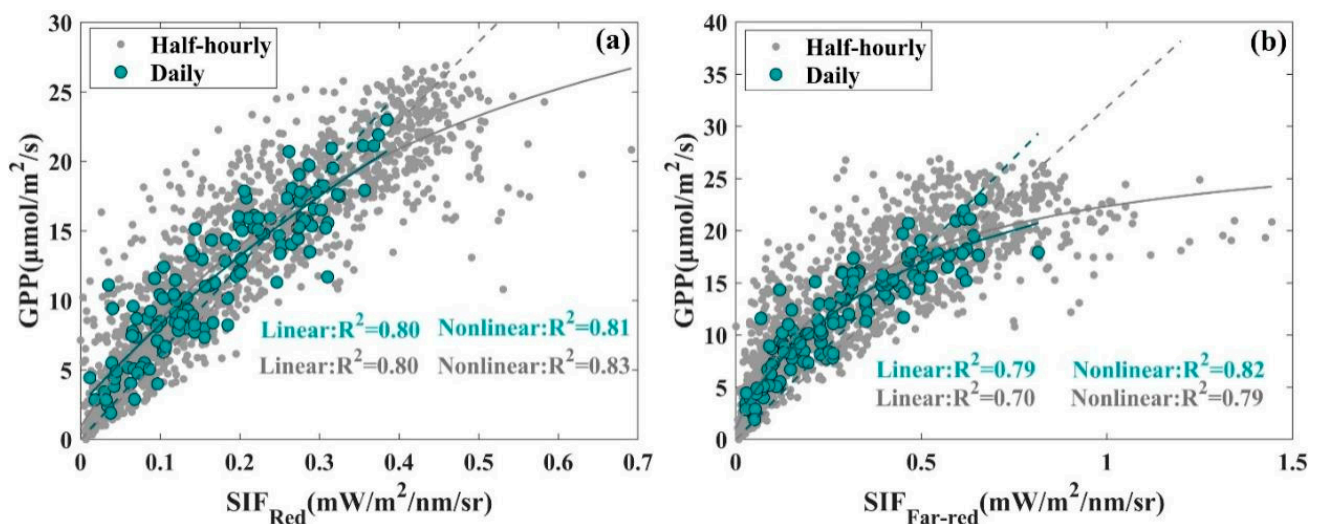 (a)
Half-hourly
Daily
30
25
20
15
10
5
0
GPP(μmol/m²/s)
Linear:R²=0.80 Nonlinear:R²=0.81
Linear:R²=0.80 Nonlinear:R²=0.83
0 0.1 0.2 0.3 0.4 0.5 0.6 0.7
SIF_Red(mW/m²/nm/sr)
(b)
Half-hourly
Daily
40
35
30
25
20
15
10
5
0
GPP(μmol/m²/s)
Linear:R²=0.79 Nonlinear:R²=0.82
Linear:R²=0.70 Nonlinear:R²=0.79
0 0.5 1 1.5
SIF_Far-red(mW/m²/nm/sr)